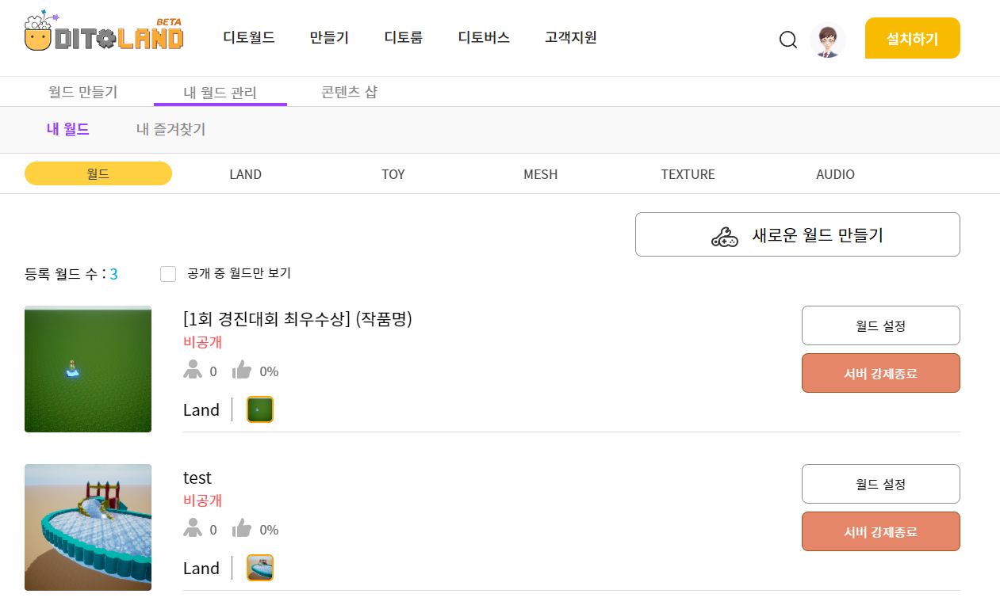 BETA
DITOLAND
디토월드 만들기 디토룸 디토버스 고객지원
설치하기
월드 만들기 내 월드 관리 콘텐츠 샵
내 월드 내 즐겨찾기
월드 LAND TOY MESH TEXTURE AUDIO
새로운 월드 만들기
등록 월드 수 : 3 공개 중 월드만 보기
[1회 경진대회 최우수상] (작품명)
비공개
0 0%
Land
월드 설정
서버 강제종료
test
비공개
0 0%
Land
월드 설정
서버 강제종료